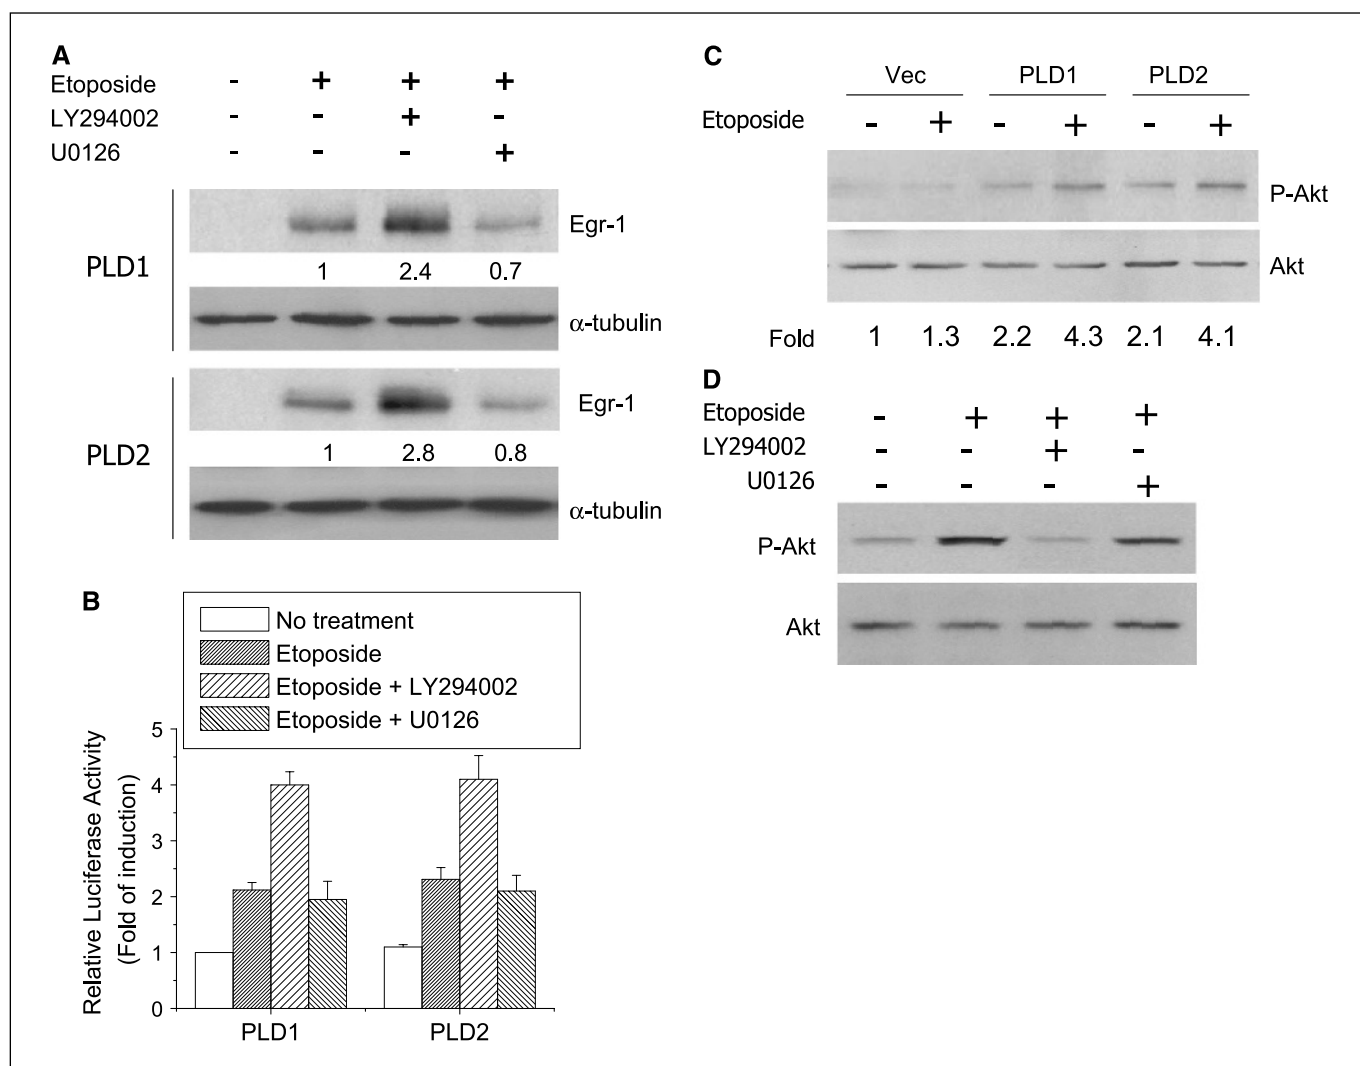 A
Etoposide - + + +
LY294002 - - + -
U0126 - - - +
PLD1
Egr-1
1 2.4 0.7
α-tubulin
PLD2
Egr-1
1 2.8 0.8
α-tubulin
B
No treatment
Etoposide
Etoposide + LY294002
Etoposide + U0126
Relative Luciferase Activity
(Fold of induction)
5
4
3
2
1
0
PLD1 PLD2
C
Vec PLD1 PLD2
Etoposide - + - + - +
P-Akt
Akt
Fold 1 1.3 2.2 4.3 2.1 4.1
D
Etoposide - + + +
LY294002 - - + -
U0126 - - - +
P-Akt
Akt